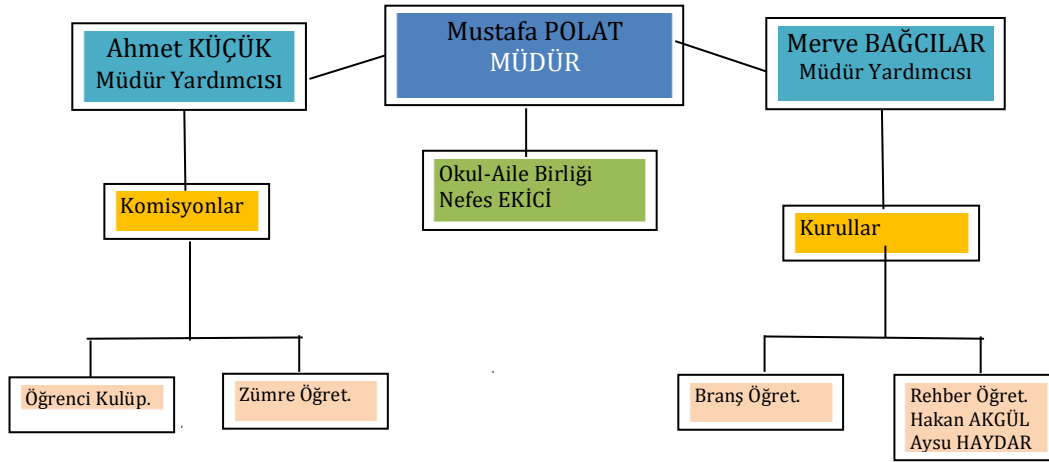 Ahmet KÜÇÜK
Müdür Yardımcısı
Mustafa POLAT
MÜDÜR
Merve BAĞCILAR
Müdür Yardımcısı
Okul-Aile Birliği
Nefes EKİCİ
Komisyonlar
Kurullar
Öğrenci Kulüp.
Zümre Öğret.
Branş Öğret.
Rehber Öğret.
Hakan AKGÜL
Aysu HAYDAR